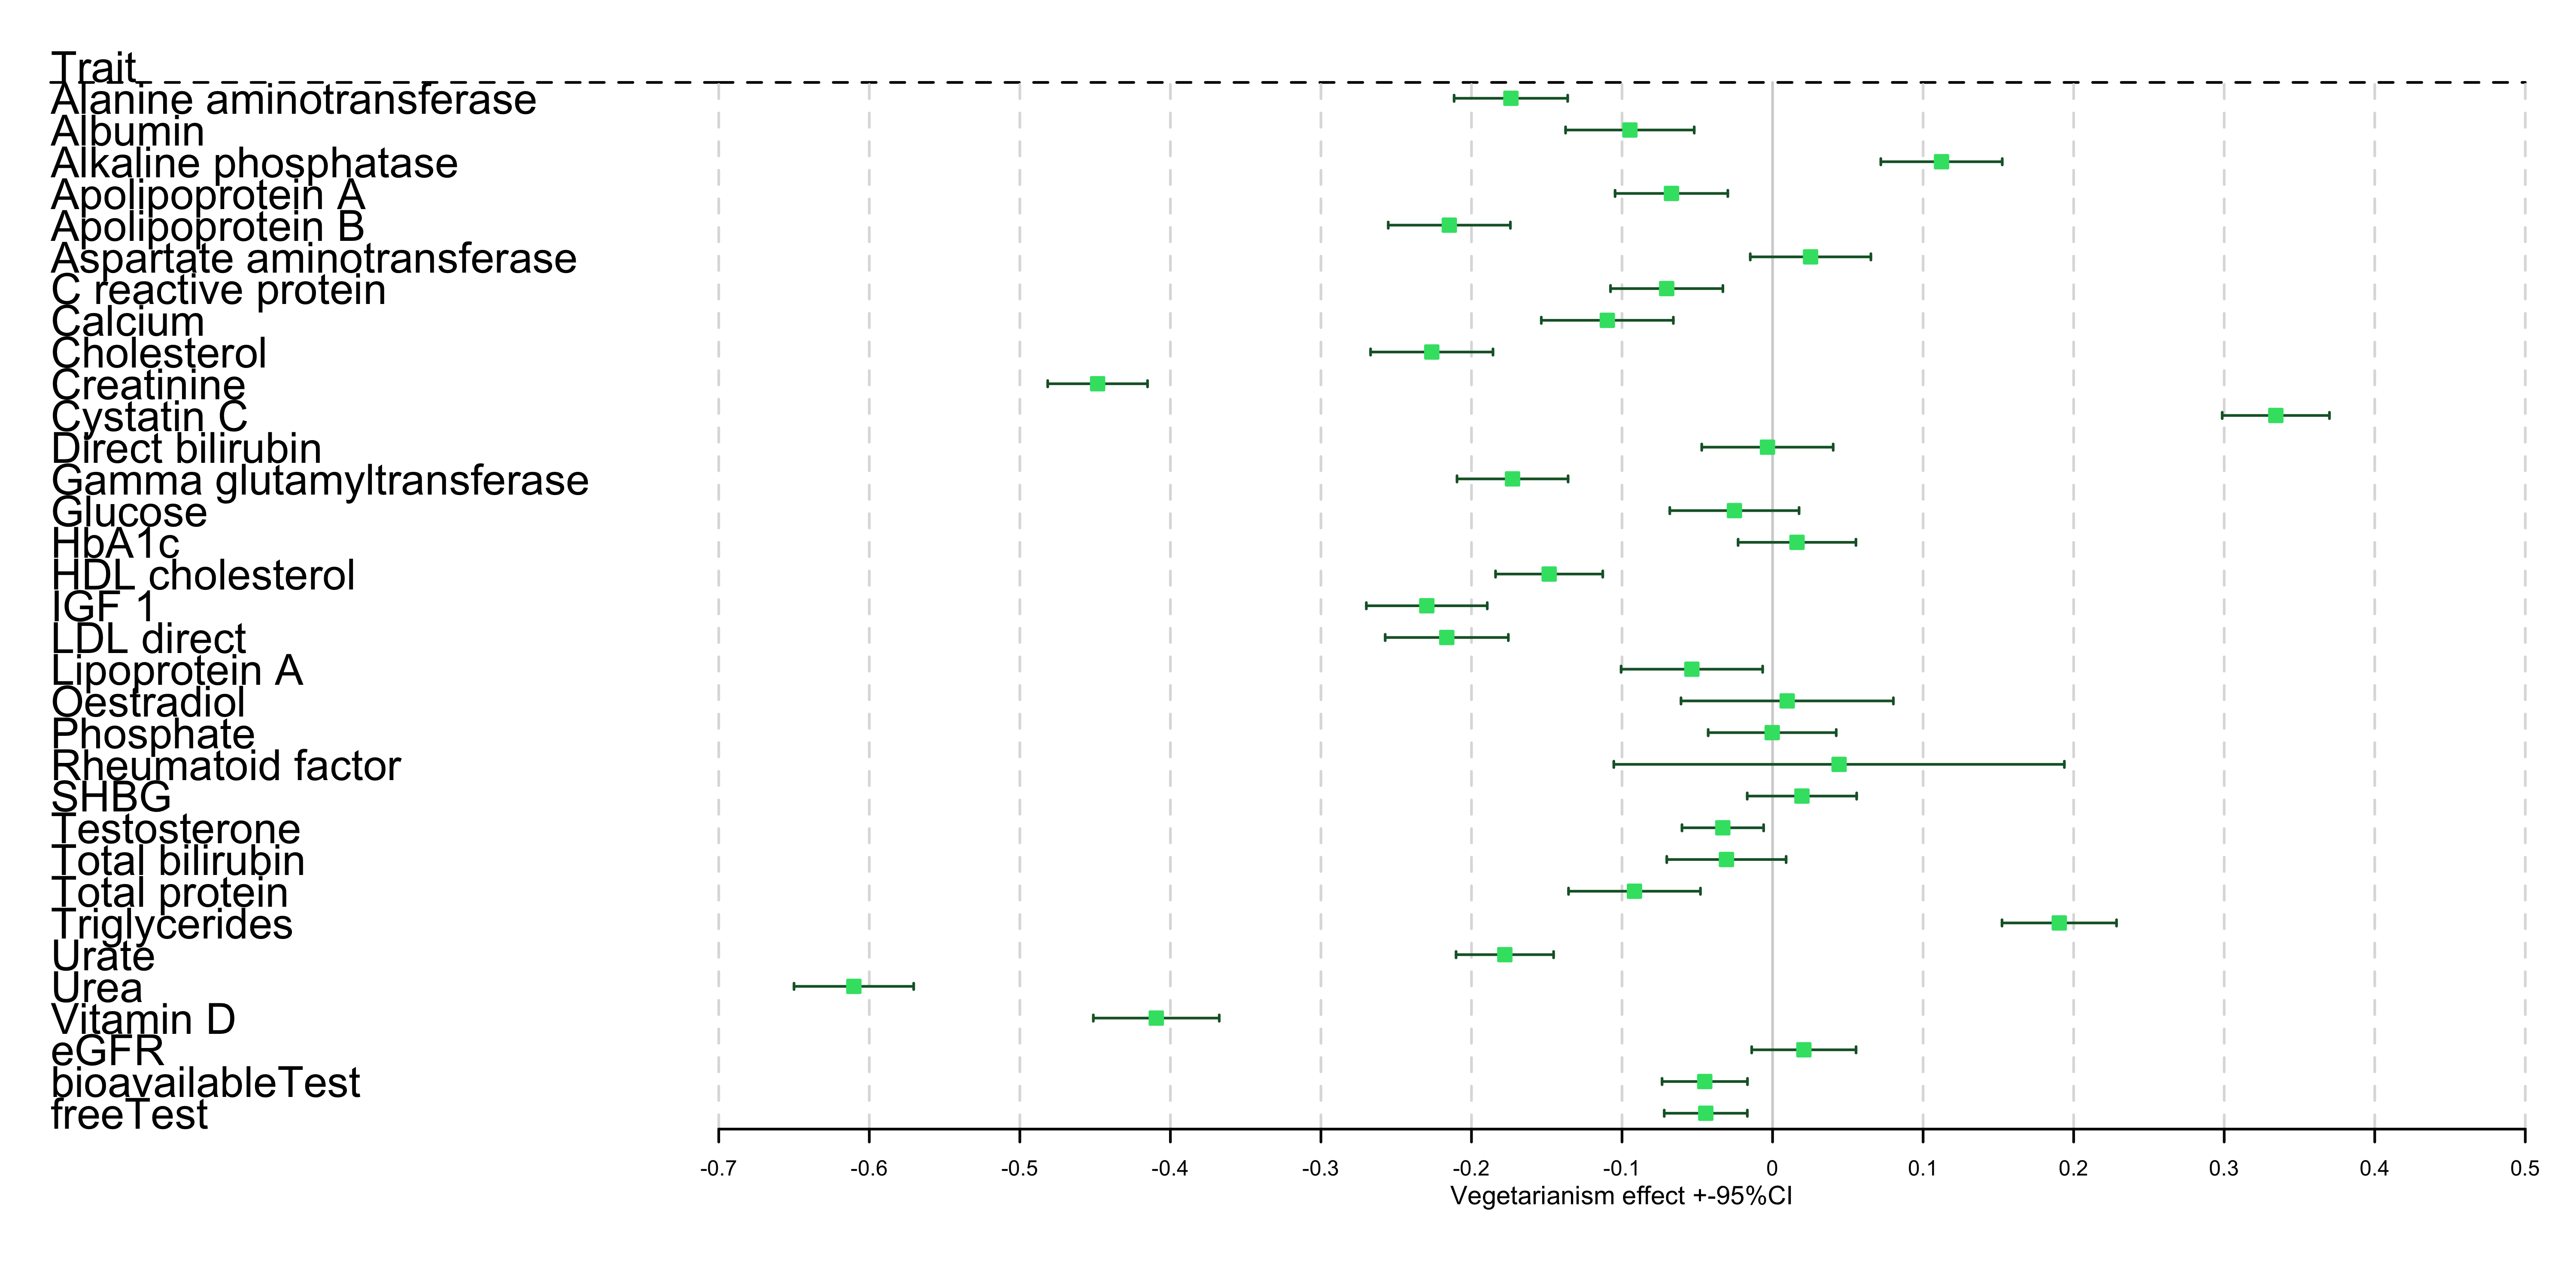 Trait
Alanine aminotransferase
Albumin
Alkaline phosphatase
Apolipoprotein A
Apolipoprotein B
Aspartate aminotransferase
C reactive protein
Calcium
Cholesterol
Creatinine
Cystatin C
Direct bilirubin
Gamma glutamyltransferase
Glucose
HbA1c
HDL cholesterol
IGF 1
LDL direct
Lipoprotein A
Oestradiol
Phosphate
Rheumatoid factor
SHBG
Testosterone
Total bilirubin
Total protein
Triglycerides
Urate
Urea
Vitamin D
eGFR
bioavailableTest
freeTest
-0.7 -0.6 -0.5 -0.4 -0.3 -0.2 -0.1 0 0.1 0.2 0.3 0.4 0.5
Vegetarianism effect +-95%CI